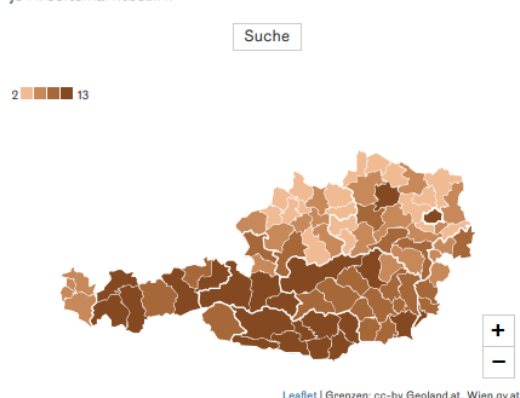 Suche
2 13
+
−
Leaflet | Grenzen: cc-by Geoland.at, Wien.gv.at